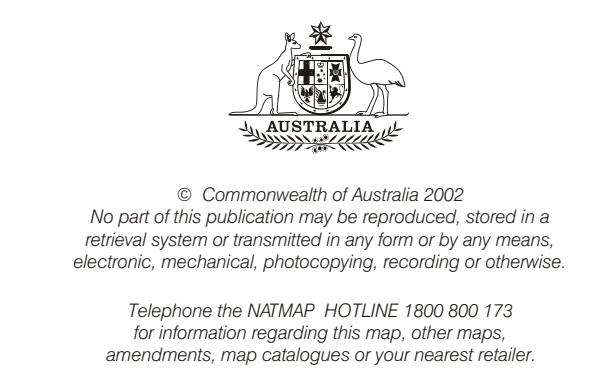 AUSTRALIA
© Commonwealth of Australia 2002
No part of this publication may be reproduced, stored in a
retrieval system or transmitted in any form or by any means,
electronic, mechanical, photocopying, recording or otherwise.
Telephone the NATMAP HOTLINE 1800 800 173
for information regarding this map, other maps,
amendments, map catalogues or your nearest retailer.